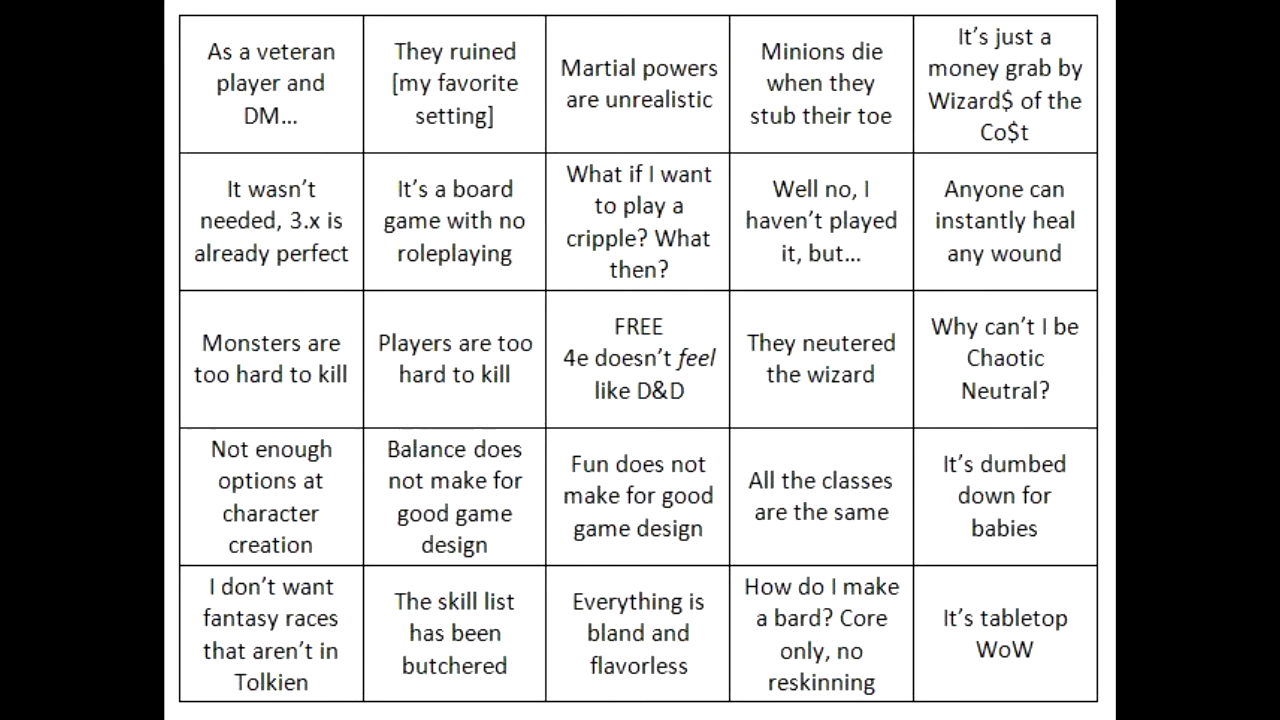 As a veteran
player and
DM...
They ruined
[my favorite
setting]
Martial powers
are unrealistic
Minions die
when they
stub their toe
It's just a
money grab by
Wizard$ of the
Co$t
It wasn't
needed, 3.x is
already perfect
It's a board
game with no
roleplaying
What if I want
to play a
cripple? What
then?
Well no, I
haven't played
it, but...
Anyone can
instantly heal
any wound
Monsters are
too hard to kill
Players are too
hard to kill
FREE
4e doesn't feel
like D&D
They neutered
the wizard
Why can't I be
Chaotic
Neutral?
Not enough
options at
character
creation
Balance does
not make for
good game
design
Fun does not
make for good
game design
All the classes
are the same
It's dumbed
down for
babies
I don't want
fantasy races
that aren't in
Tolkien
The skill list
has been
butchered
Everything is
bland and
flavorless
How do I make
a bard? Core
only, no
reskinning
It's tabletop
WoW